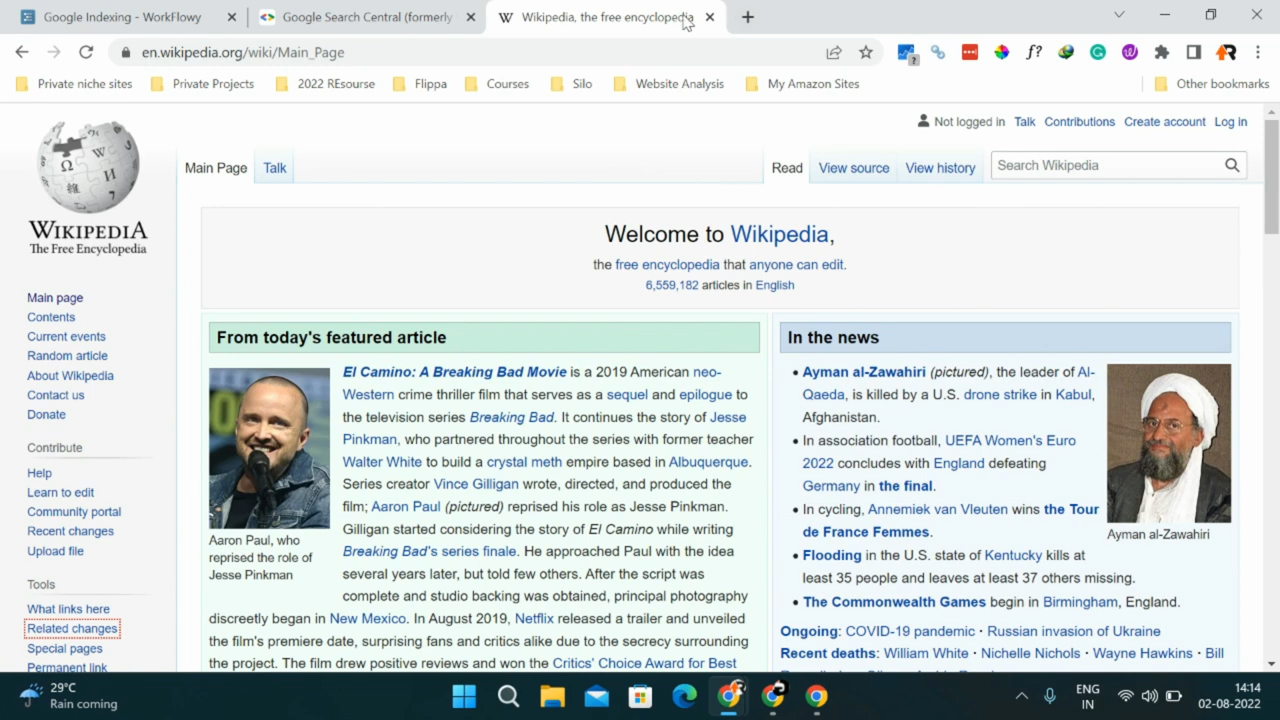 Google Indexing - WorkFlowy
Google Search Central (formerly
Wikipedia, the free encyclopedia
en.wikipedia.org/wiki/Main_Page
f?
Private niche sites
Private Projects
2022 REsourse
Flippa
Courses
Silo
Website Analysis
My Amazon Sites
Other bookmarks
Not logged in Talk Contributions Create account Log in
Main Page Talk
Read View source View history
Search Wikipedia
WIKIPEDIA
The Free Encyclopedia
Main page
Contents
Current events
Random article
About Wikipedia
Contact us
Donate
Contribute
Help
Learn to edit
Community portal
Recent changes
Upload file
Tools
What links here
Related changes
Special pages
Permanent link
Welcome to Wikipedia,
the free encyclopedia that anyone can edit.
6,559,182 articles in English
From today's featured article
El Camino: A Breaking Bad Movie is a 2019 American neo-
Western crime thriller film that serves as a sequel and epilogue to
the television series Breaking Bad. It continues the story of Jesse
Pinkman, who partnered throughout the series with former teacher
Walter White to build a crystal meth empire based in Albuquerque.
Series creator Vince Gilligan wrote, directed, and produced the
film; Aaron Paul (pictured) reprised his role as Jesse Pinkman.
Gilligan started considering the story of El Camino while writing
Breaking Bad's series finale. He approached Paul with the idea
several years later, but told few others. After the script was
complete and studio backing was obtained, principal photography
discreetly began in New Mexico. In August 2019, Netflix released a trailer and unveiled
the film's premiere date, surprising fans and critics alike due to the secrecy surrounding
the project. The film drew positive reviews and won the Critics' Choice Award for Best
Aaron Paul, who
reprised the role of
Jesse Pinkman
In the news
• Ayman al-Zawahiri (pictured), the leader of Al-
Qaeda, is killed by a U.S. drone strike in Kabul,
Afghanistan.
• In association football, UEFA Women's Euro
2022 concludes with England defeating
Germany in the final.
• In cycling, Annemiek van Vleuten wins the Tour
de France Femmes.
• Flooding in the U.S. state of Kentucky kills at
least 35 people and leaves at least 37 others missing.
• The Commonwealth Games begin in Birmingham, England.
Ayman al-Zawahiri
Ongoing: COVID-19 pandemic · Russian invasion of Ukraine
Recent deaths: William White · Nichelle Nichols · Wayne Hawkins · Bill
29°C
Rain coming
ENG
IN
14:14
02-08-2022